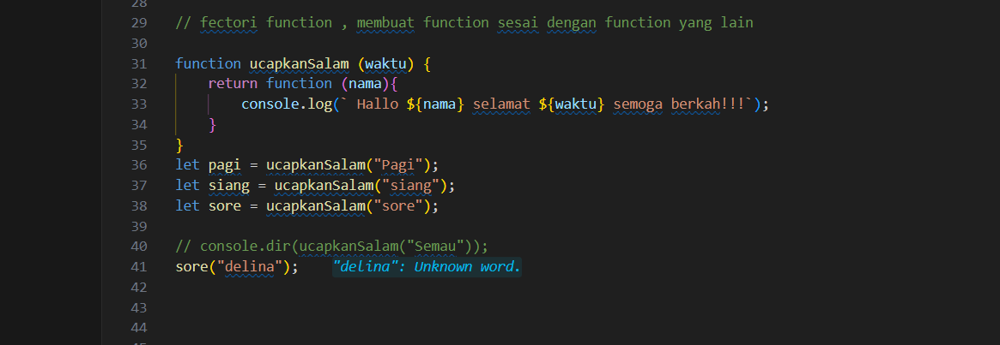 28
29 // fectori function , membuat function sesai dengan function yang lain
30
31 function ucapkanSalam (waktu) {
32     return function (nama){
33         console.log(` Hallo ${nama} selamat ${waktu} semoga berkah!!!`);
34     }
35 }
36 let pagi = ucapkanSalam("Pagi");
37 let siang = ucapkanSalam("siang");
38 let sore = ucapkanSalam("sore");
39
40 // console.dir(ucapkanSalam("Semau"));
41 sore("delina");    "delina": Unknown word.
42
43
44